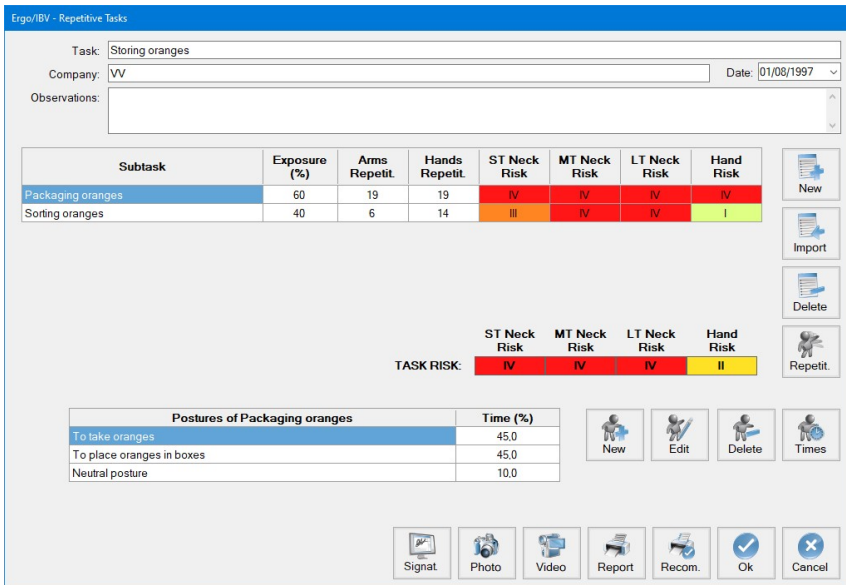 Ergo/IBV - Repetitive Tasks
Task: Storing oranges
Company: VV Date: 01/08/1997
Observations:
Subtask Exposure (%) Arms Repetit. Hands Repetit. ST Neck Risk MT Neck Risk LT Neck Risk Hand Risk
Packaging oranges 60 19 19 IV IV IV IV
Sorting oranges 40 6 14 III IV IV I
New
Import
Delete
Repetit.
ST Neck Risk MT Neck Risk LT Neck Risk Hand Risk
TASK RISK: IV IV IV II
Postures of Packaging oranges Time (%)
To take oranges 45,0
To place oranges in boxes 45,0
Neutral posture 10,0
New Edit Delete Times
Signat. Photo Video Report Recom. Ok Cancel